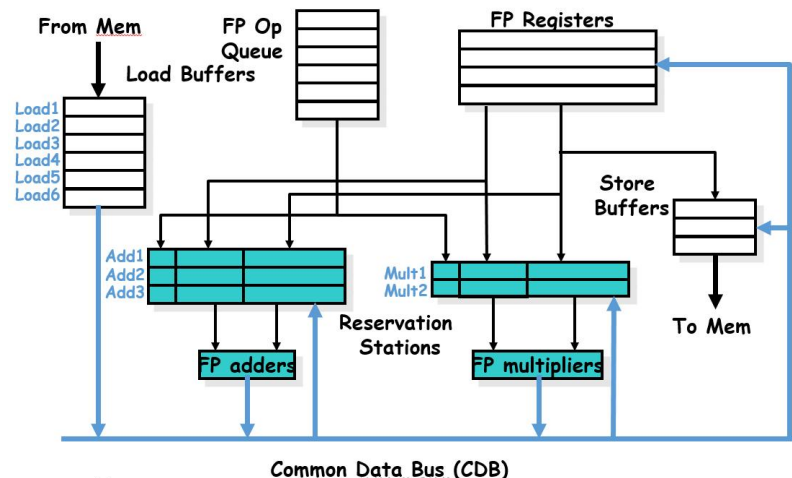 From Mem
FP Op
Queue
FP Registers
Load Buffers
Load1
Load2
Load3
Load4
Load5
Load6
Store
Buffers
Add1
Add2
Add3
Mult1
Mult2
Reservation
Stations
To Mem
FP adders
FP multipliers
Common Data Bus (CDB)